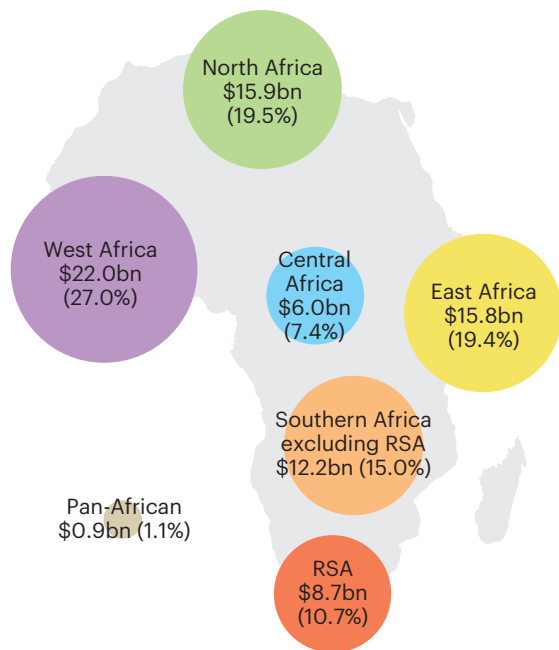 North Africa
$15.9bn
(19.5%)
West Africa
$22.0bn
(27.0%)
Central
Africa
$6.0bn
(7.4%)
East Africa
$15.8bn
(19.4%)
Southern Africa
excluding RSA
$12.2bn (15.0%)
Pan-African
$0.9bn (1.1%)
RSA
$8.7bn
(10.7%)